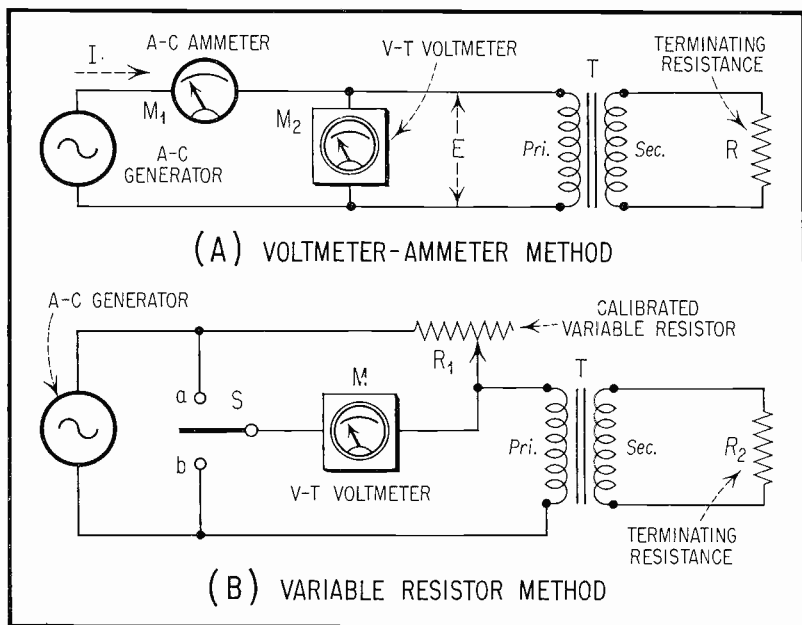 I.
A-C AMMETER
V-T VOLTMETER
T
TERMINATING
RESISTANCE
M1
M2
E
Pri.
Sec.
R
A-C
GENERATOR
(A) VOLTMETER-AMMETER METHOD
A-C GENERATOR
CALIBRATED
VARIABLE RESISTOR
R1
T
a
S
M
b
Pri.
Sec.
R2
V-T VOLTMETER
TERMINATING
RESISTANCE
(B) VARIABLE RESISTOR METHOD